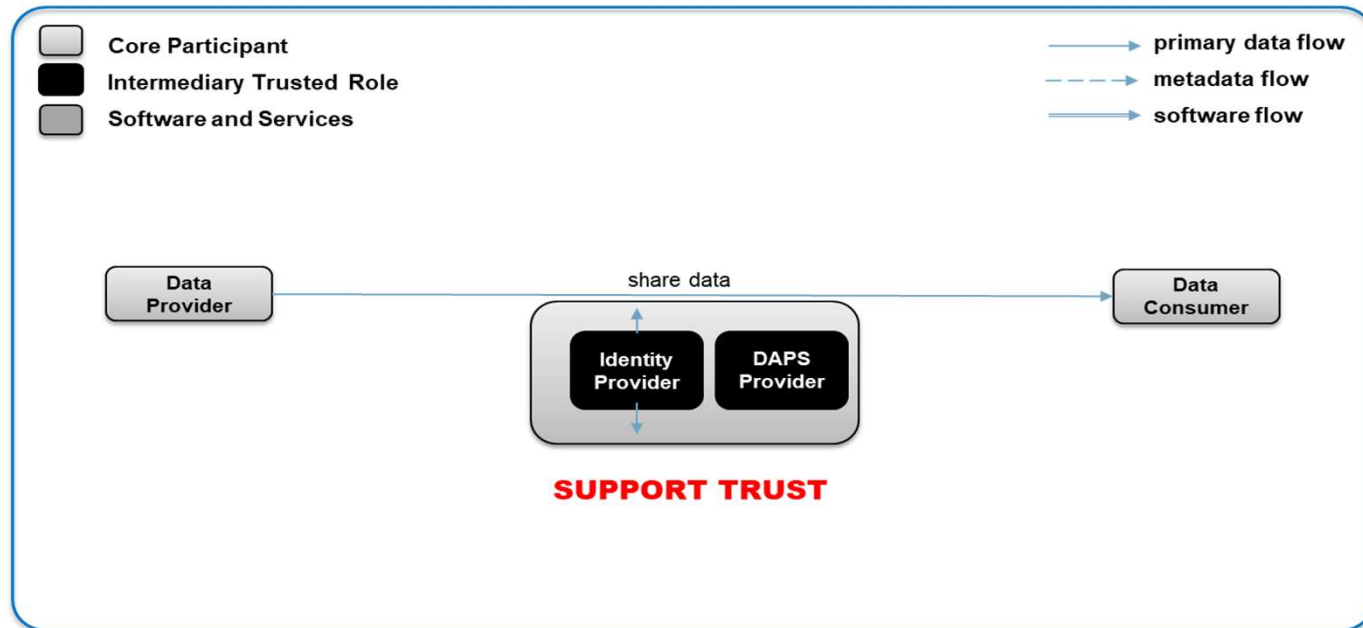 Core Participant
Intermediary Trusted Role
Software and Services
primary data flow
metadata flow
software flow
Data
Provider
share data
Data
Consumer
Identity
Provider
DAPS
Provider
SUPPORT TRUST